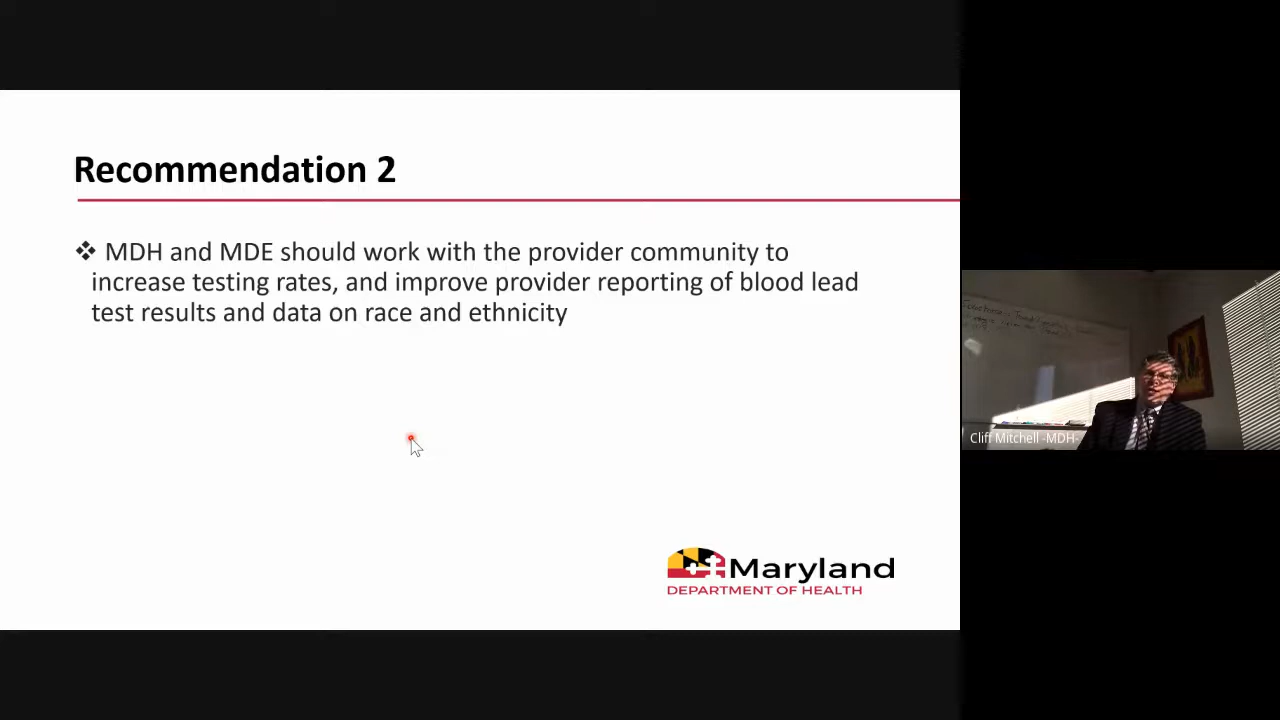 Recommendation 2
❖ MDH and MDE should work with the provider community to
increase testing rates, and improve provider reporting of blood lead
test results and data on race and ethnicity
Maryland
DEPARTMENT OF HEALTH
Cliff Mitchell -MDH-